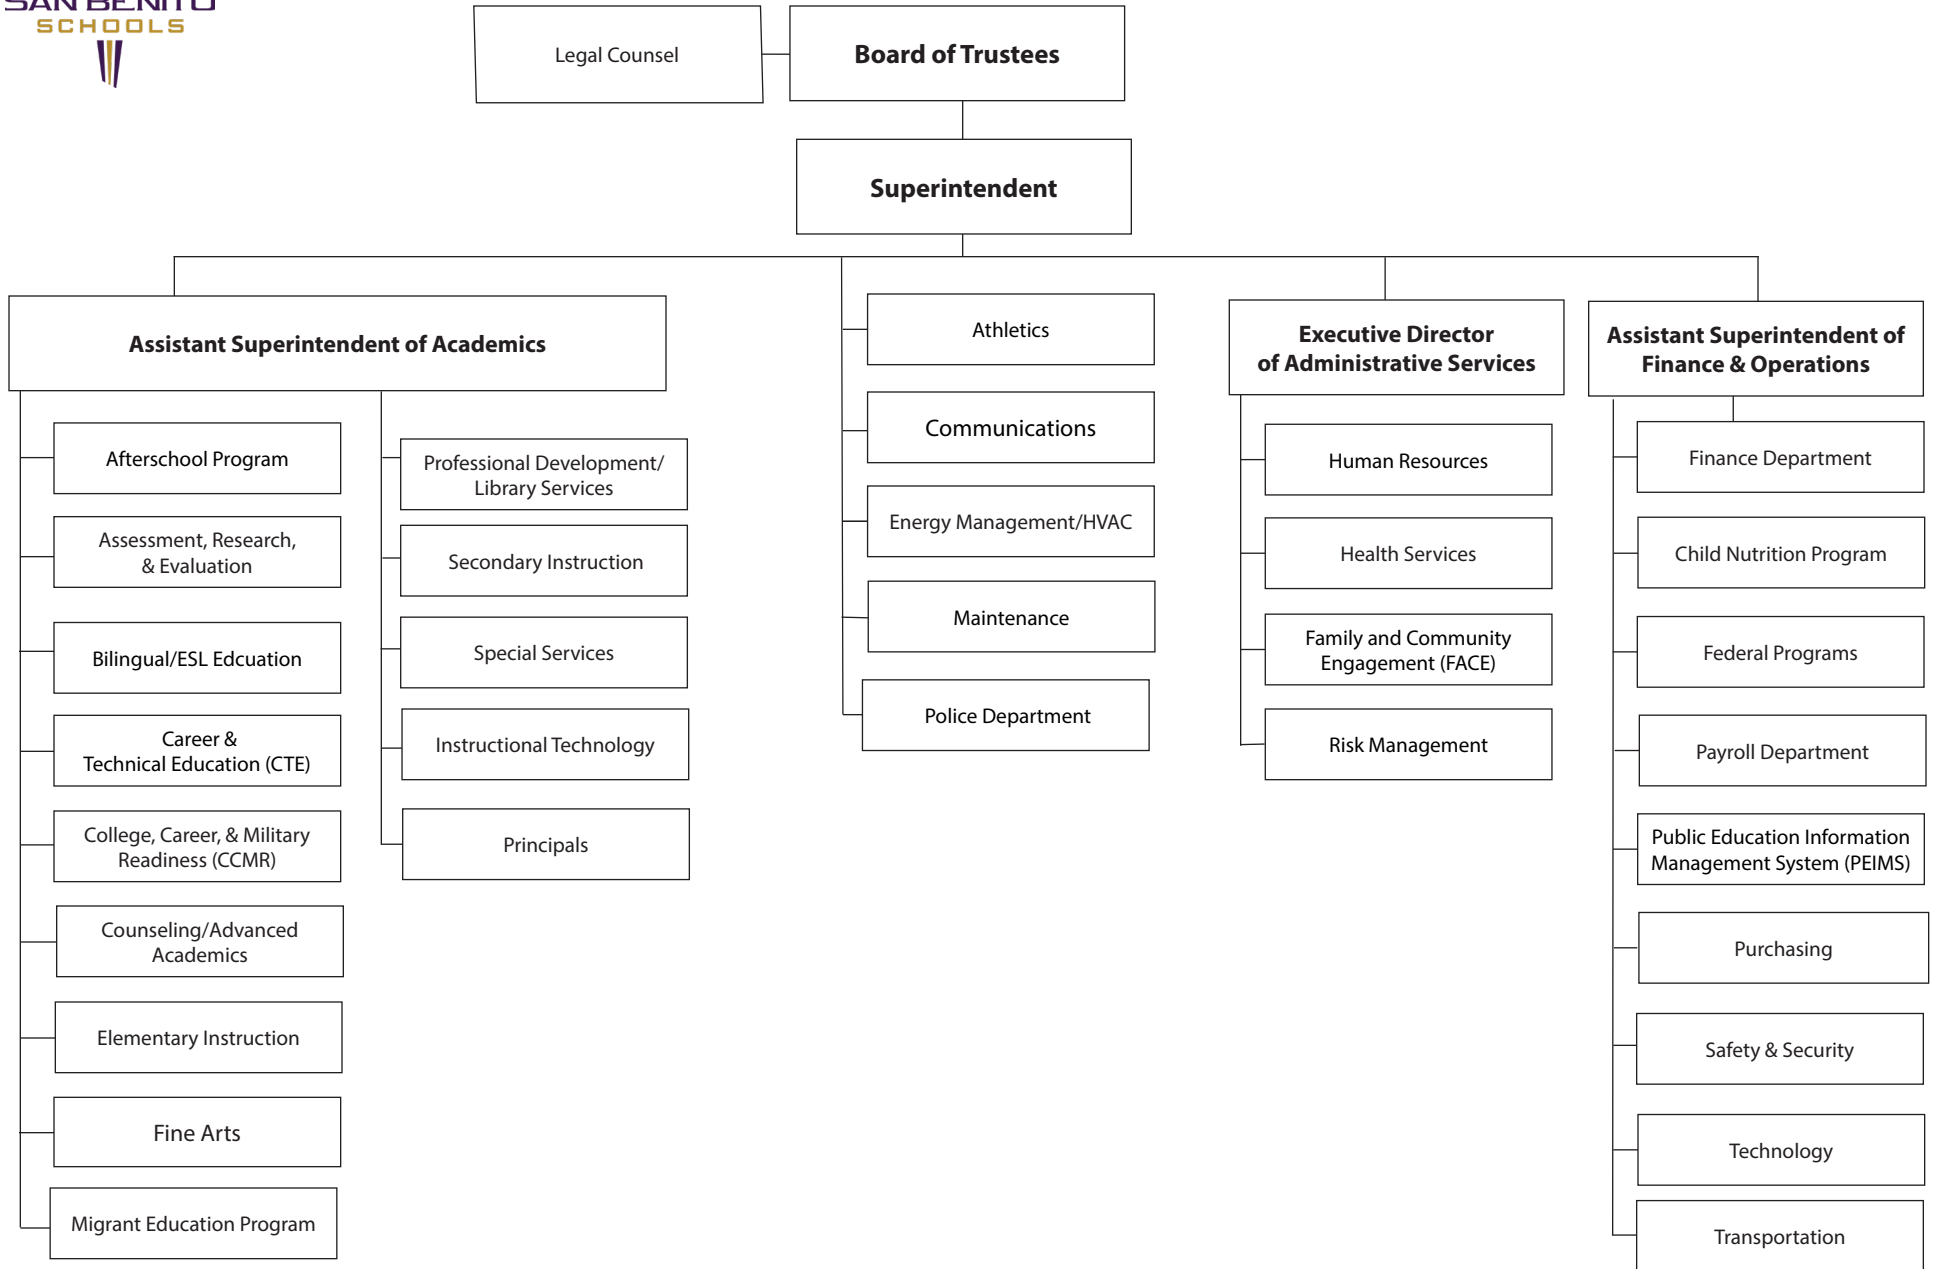 SAN BENITO
SCHOOLS
Legal Counsel
Board of Trustees
Superintendent
Assistant Superintendent of Academics
Afterschool Program
Assessment, Research,
& Evaluation
Bilingual/ESL Edcuation
Career &
Technical Education (CTE)
College, Career, & Military
Readiness (CCMR)
Counseling/Advanced
Academics
Elementary Instruction
Fine Arts
Migrant Education Program
Professional Development/
Library Services
Secondary Instruction
Special Services
Instructional Technology
Principals
Athletics
Communications
Energy Management/HVAC
Maintenance
Police Department
Executive Director
of Administrative Services
Human Resources
Health Services
Family and Community
Engagement (FACE)
Risk Management
Assistant Superintendent of
Finance & Operations
Finance Department
Child Nutrition Program
Federal Programs
Payroll Department
Public Education Information
Management System (PEIMS)
Purchasing
Safety & Security
Technology
Transportation